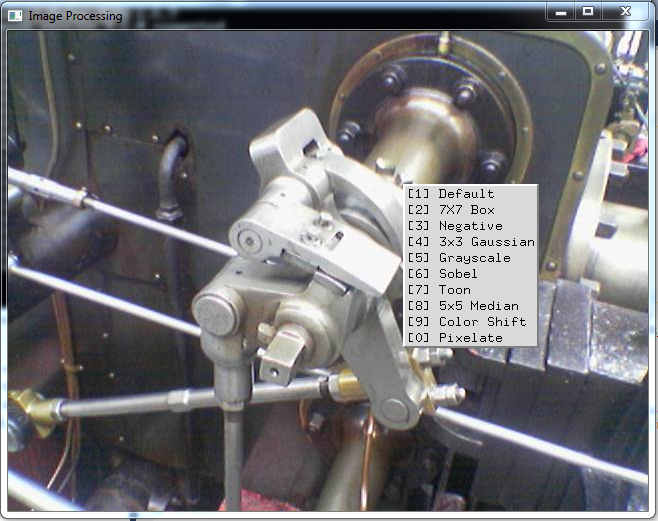 Image Processing
[1] Default
[2] 7X7 Box
[3] Negative
[4] 3x3 Gaussian
[5] Grayscale
[6] Sobel
[7] Toon
[8] 5x5 Median
[9] Color Shift
[0] Pixelate